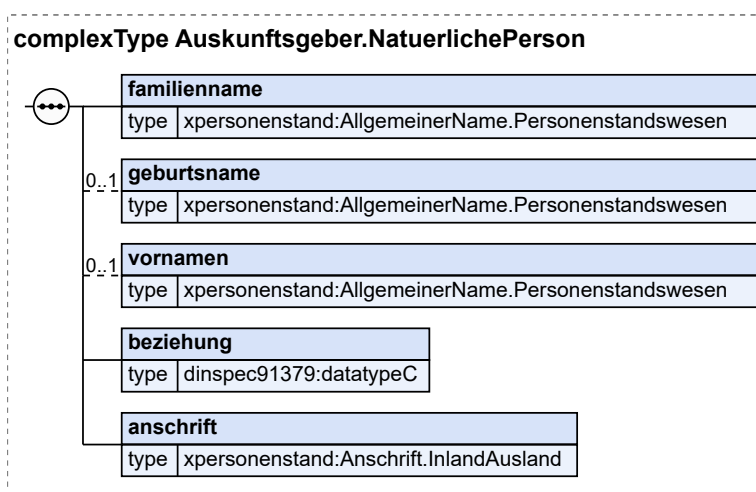 complexType Auskunftsgeber.NatuerlichePerson
familienname
type xpersonenstand:AllgemeinerName.Personenstandswesen
0..1 geburtsname
type xpersonenstand:AllgemeinerName.Personenstandswesen
0..1 vornamen
type xpersonenstand:AllgemeinerName.Personenstandswesen
beziehung
type dinspec91379:datatypeC
anschrift
type xpersonenstand:Anschrift.InlandAusland